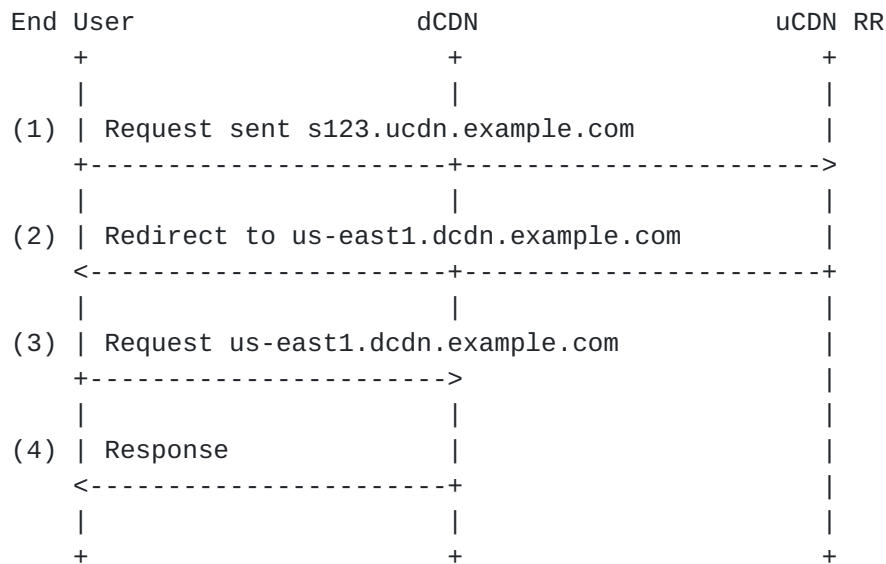 End User                  dCDN                   uCDN RR
    +                       +                       +
    |                       |                       |
(1) | Request sent s123.ucdn.example.com            |
    +-----------------------+----------------------->
    |                       |                       |
(2) | Redirect to us-east1.dcdn.example.com         |
    <-----------------------+-----------------------+
    |                       |                       |
(3) | Request us-east1.dcdn.example.com             |
    +----------------------->                       |
    |                       |                       |
(4) | Response              |                       |
    <-----------------------+                       |
    |                       |                       |
    +                       +                       +